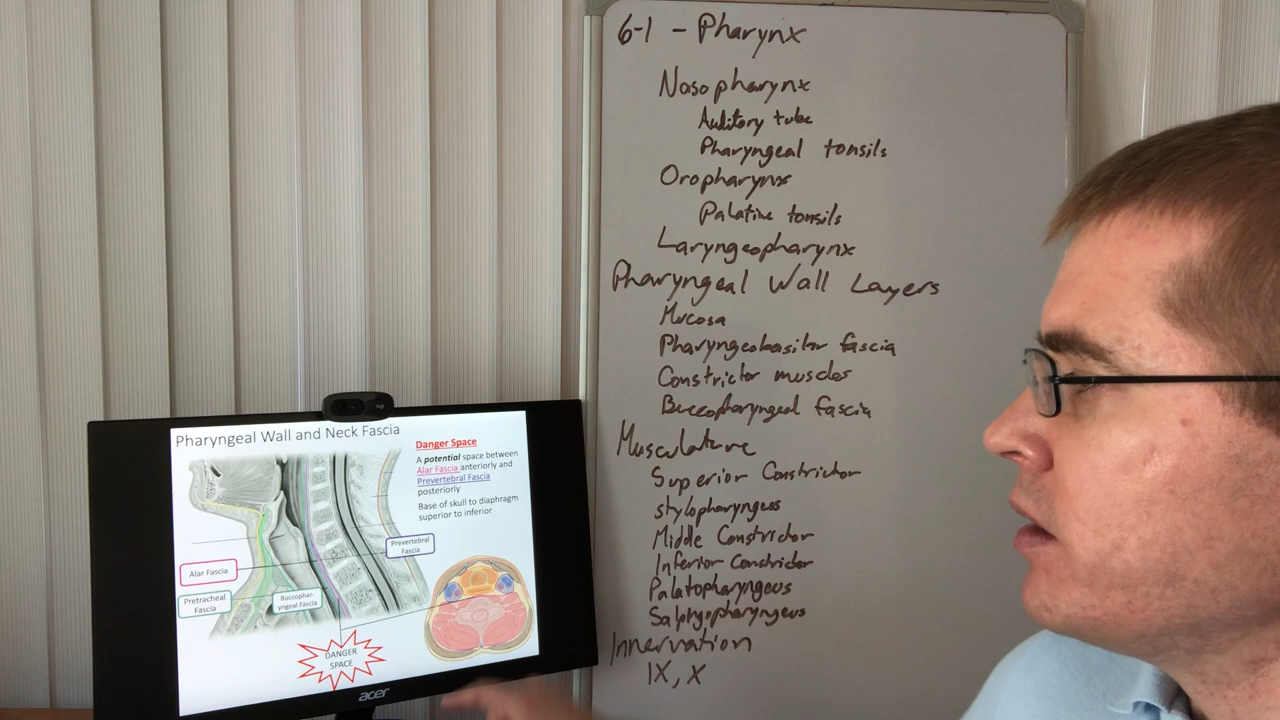 6-1 - Pharynx
Nasopharynx
Auditory tube
Pharyngeal tonsils
Oropharynx
Palatine tonsils
Laryngeopharynx
Pharyngeal Wall Layers
Mucosa
Pharyngeobasilar fascia
Constrictor muscles
Buccopharyngeal fascia
Musculature
Superior Constrictor
stylopharyngeus
Middle Constrictor
Inferior Constrictor
Palatopharyngeus
Salpingopharyngeus
Innervation
IX, X
Pharyngeal Wall and Neck Fascia
Danger Space
A potential space between
Alar Fascia anteriorly and
Prevertebral Fascia
posteriorly
Base of skull to diaphragm
superior to inferior
Prevertebral
Fascia
Alar Fascia
Pretracheal
Fascia
Buccophar-
yngeal Fascia
DANGER
SPACE
acer